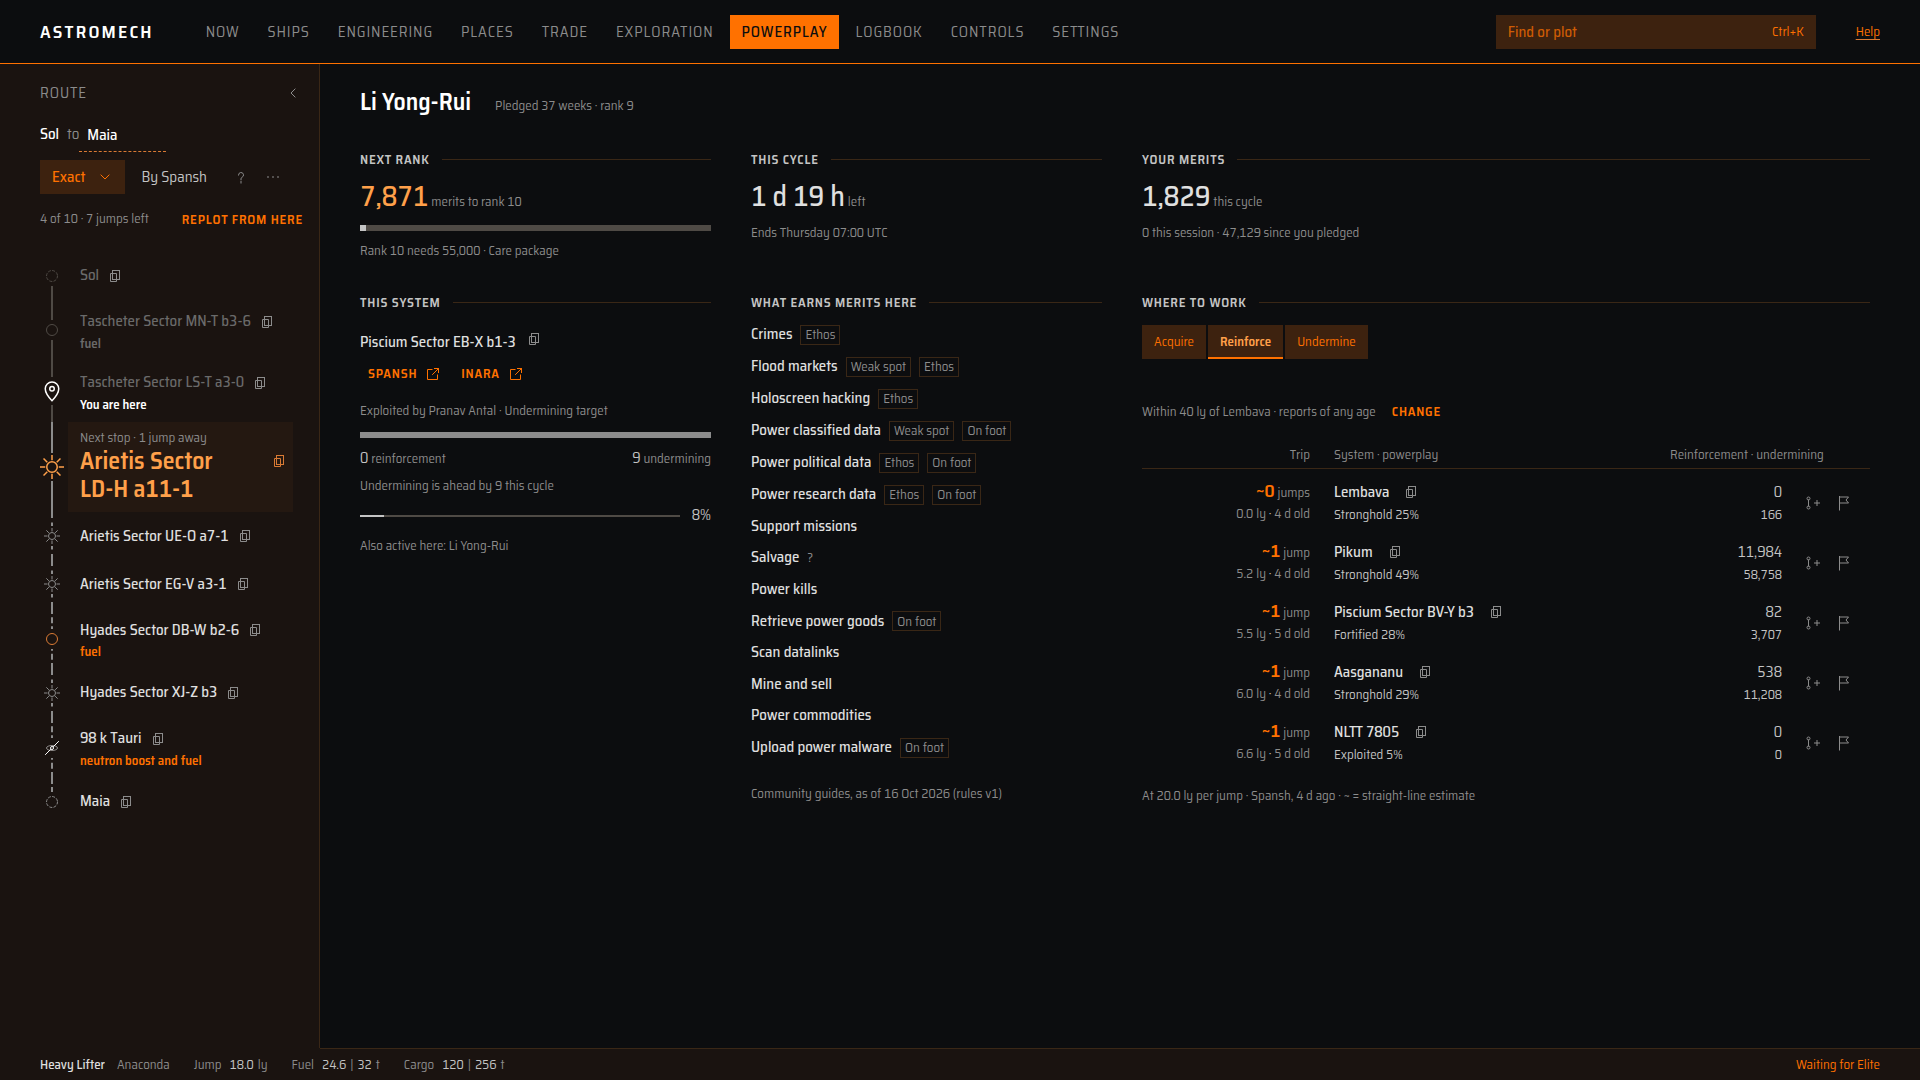 ASTROMECH
NOW SHIPS ENGINEERING PLACES TRADE EXPLORATION POWERPLAY LOGBOOK CONTROLS SETTINGS
Find or plot Ctrl+K
Help
ROUTE
Sol to Maia
Exact By Spansh ? ···
4 of 10 · 7 jumps left REPLOT FROM HERE
Sol
Tascheter Sector MN-T b3-6
fuel
Tascheter Sector LS-T a3-0
You are here
Next stop · 1 jump away
Arietis Sector
LD-H a11-1
Arietis Sector UE-O a7-1
Arietis Sector EG-V a3-1
Hyades Sector DB-W b2-6
fuel
Hyades Sector XJ-Z b3
98 k Tauri
neutron boost and fuel
Maia
Li Yong-Rui Pledged 37 weeks · rank 9
NEXT RANK
7,871 merits to rank 10
Rank 10 needs 55,000 · Care package
THIS CYCLE
1 d 19 h left
Ends Thursday 07:00 UTC
YOUR MERITS
1,829 this cycle
0 this session · 47,129 since you pledged
THIS SYSTEM
Piscium Sector EB-X b1-3
SPANSH INARA
Exploited by Pranav Antal · Undermining target
0 reinforcement 9 undermining
Undermining is ahead by 9 this cycle
8%
Also active here: Li Yong-Rui
WHAT EARNS MERITS HERE
Crimes Ethos
Flood markets Weak spot Ethos
Holoscreen hacking Ethos
Power classified data Weak spot On foot
Power political data Ethos On foot
Power research data Ethos On foot
Support missions
Salvage ?
Power kills
Retrieve power goods On foot
Scan datalinks
Mine and sell
Power commodities
Upload power malware On foot
Community guides, as of 16 Oct 2026 (rules v1)
WHERE TO WORK
Acquire Reinforce Undermine
Within 40 ly of Lembava · reports of any age CHANGE
Trip System · powerplay Reinforcement · undermining
~0 jumps Lembava 0
0.0 ly · 4 d old Stronghold 25% 166
~1 jump Pikum 11,984
5.2 ly · 4 d old Stronghold 49% 58,758
~1 jump Piscium Sector BV-Y b3 82
5.5 ly · 5 d old Fortified 28% 3,707
~1 jump Aasgananu 538
6.0 ly · 4 d old Stronghold 29% 11,208
~1 jump NLTT 7805 0
6.6 ly · 5 d old Exploited 5% 0
At 20.0 ly per jump · Spansh, 4 d ago · ~ = straight-line estimate
Heavy Lifter Anaconda Jump 18.0 ly Fuel 24.6 | 32 t Cargo 120 | 256 t
Waiting for Elite